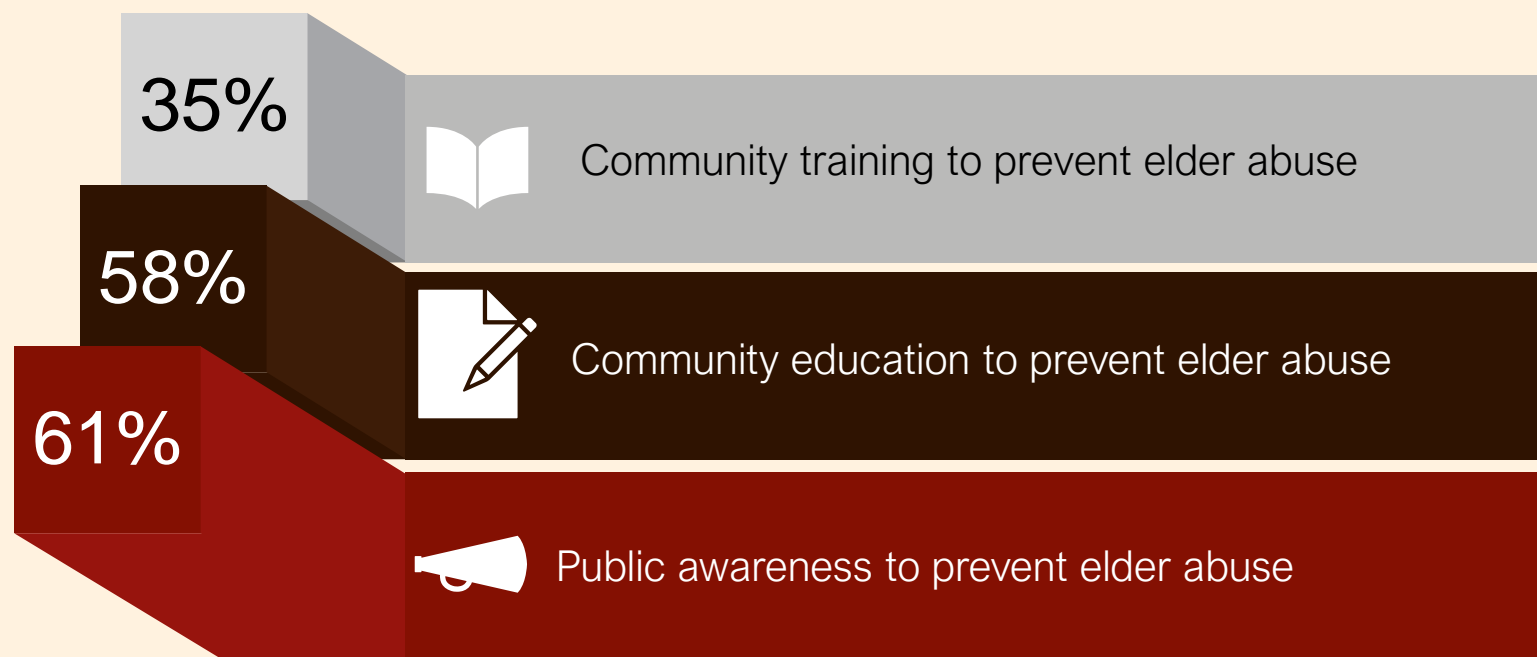 35%
Community training to prevent elder abuse
58%
Community education to prevent elder abuse
61%
Public awareness to prevent elder abuse